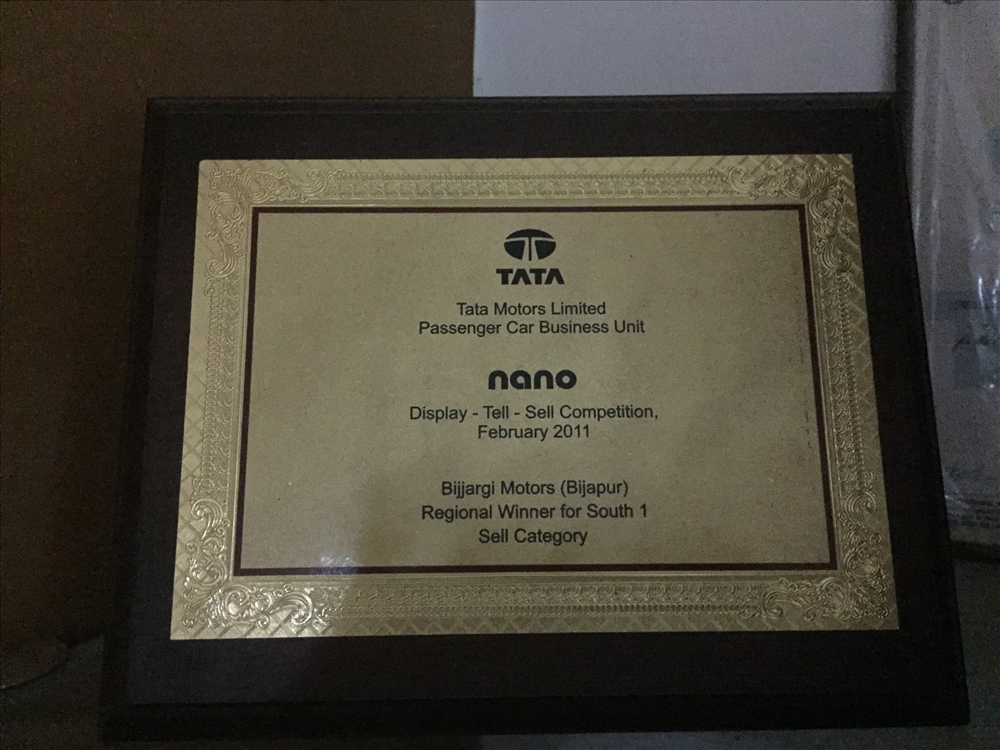 TATA
Tata Motors Limited
Passenger Car Business Unit
nano
Display - Tell - Sell Competition,
February 2011
Bijjargi Motors (Bijapur)
Regional Winner for South 1
Sell Category